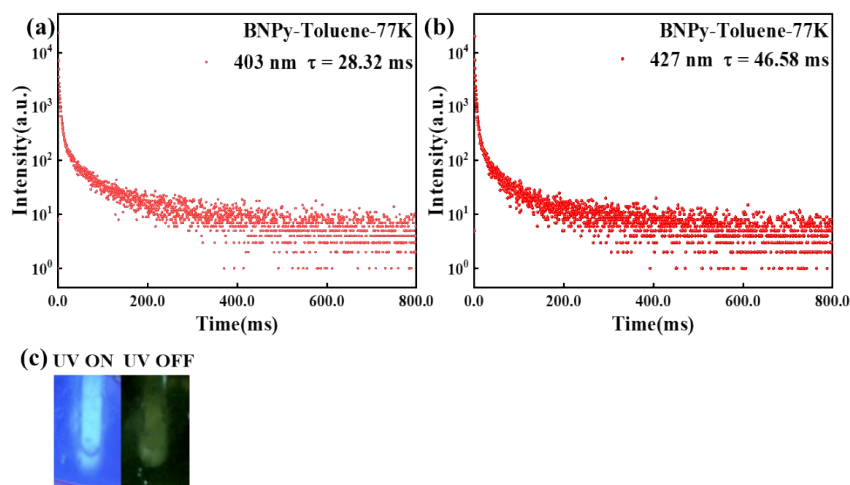 (a)
BNPy-Toluene-77K
403 nm τ = 28.32 ms
Intensity(a.u.)
10⁴
10³
10²
10¹
10⁰
0.0 200.0 400.0 600.0 800.0
Time(ms)
(b)
BNPy-Toluene-77K
427 nm τ = 46.58 ms
Intensity(a.u.)
10⁴
10³
10²
10¹
10⁰
0.0 200.0 400.0 600.0 800.0
Time(ms)
(c) UV ON UV OFF